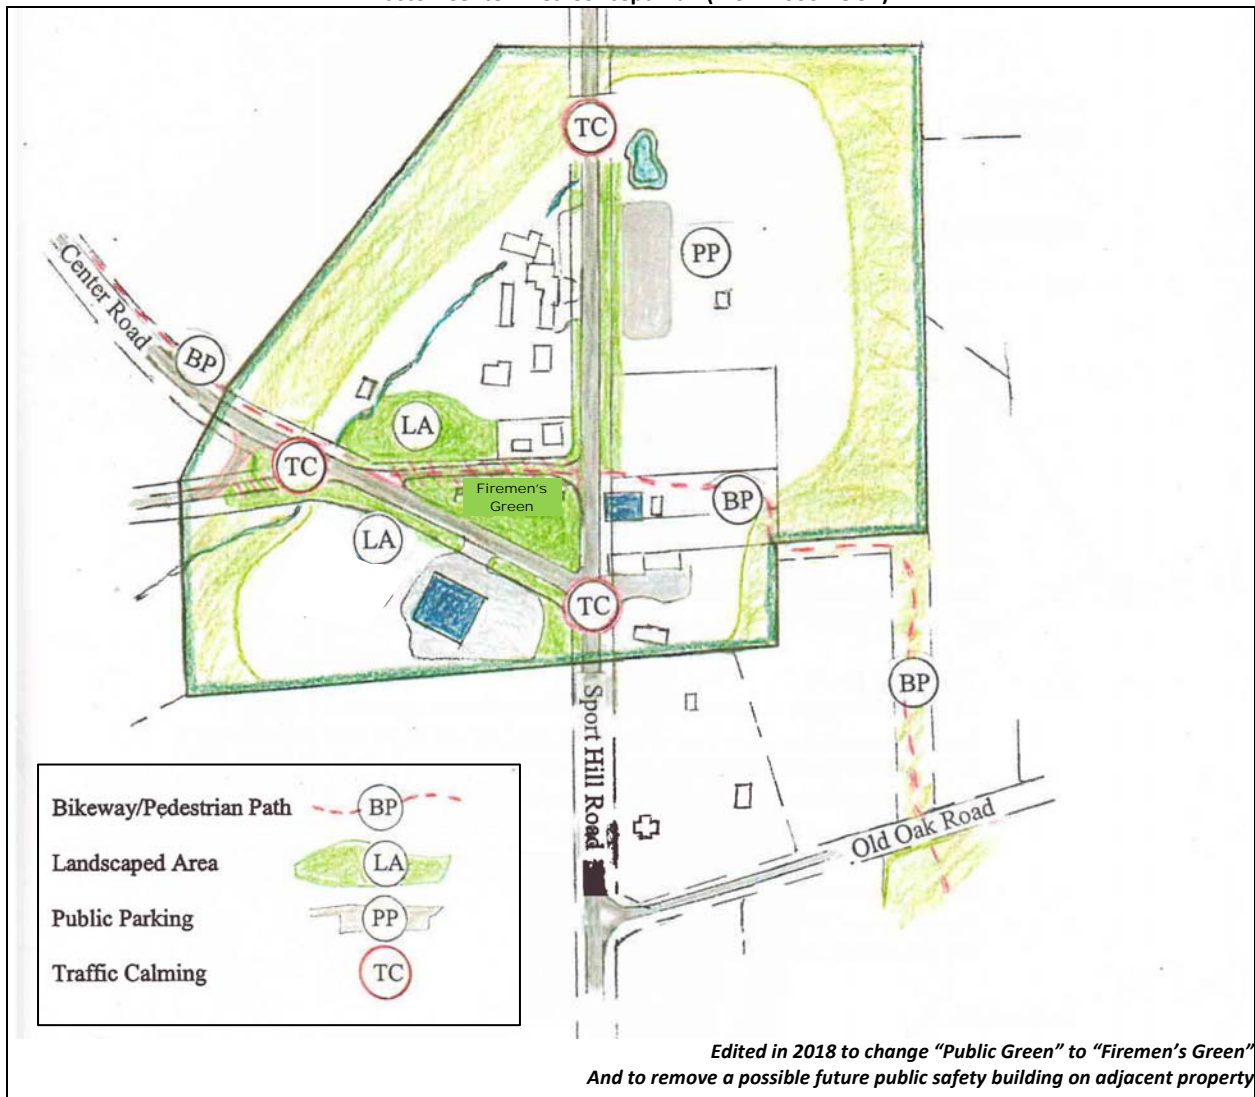 TC
PP
Center Road
BP
LA
TC
Firemen's
Green
BP
LA
TC
BP
Sport Hill Road
Old Oak Road
Bikeway/Pedestrian Path BP
Landscaped Area LA
Public Parking PP
Traffic Calming TC
Edited in 2018 to change “Public Green” to “Firemen’s Green”
And to remove a possible future public safety building on adjacent property